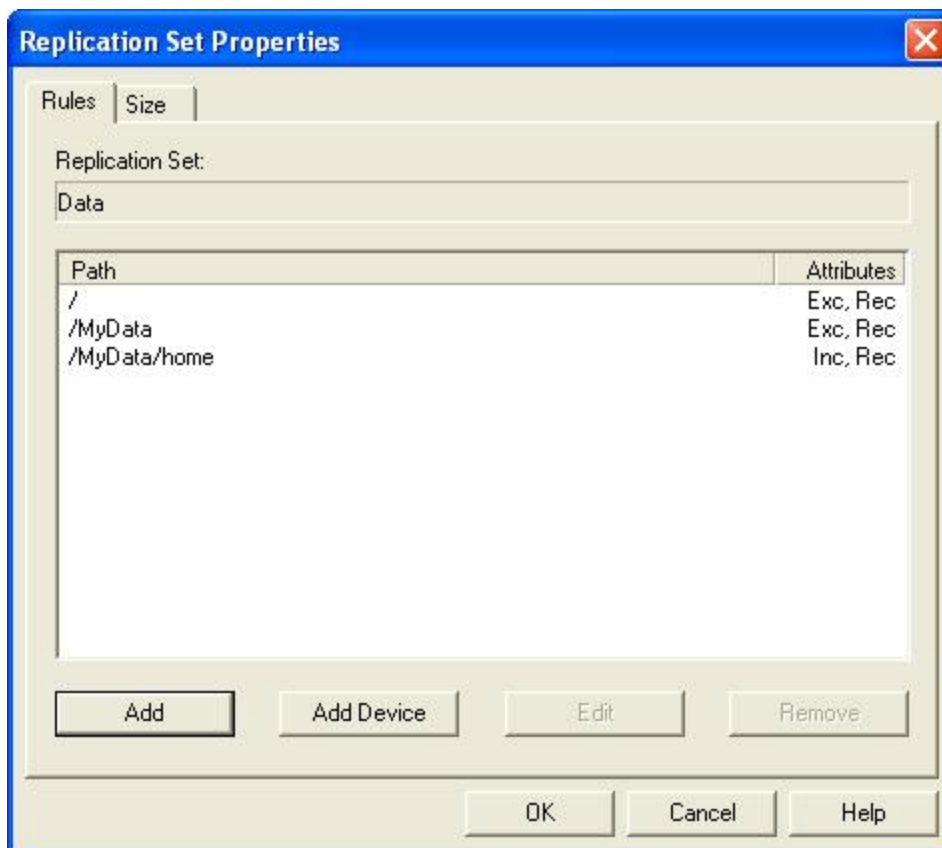 Replication Set Properties
Rules Size
Replication Set:
Data
Path Attributes
/ Exc, Rec
/MyData Exc, Rec
/MyData/home Inc, Rec
Add Add Device Edit Remove
OK Cancel Help